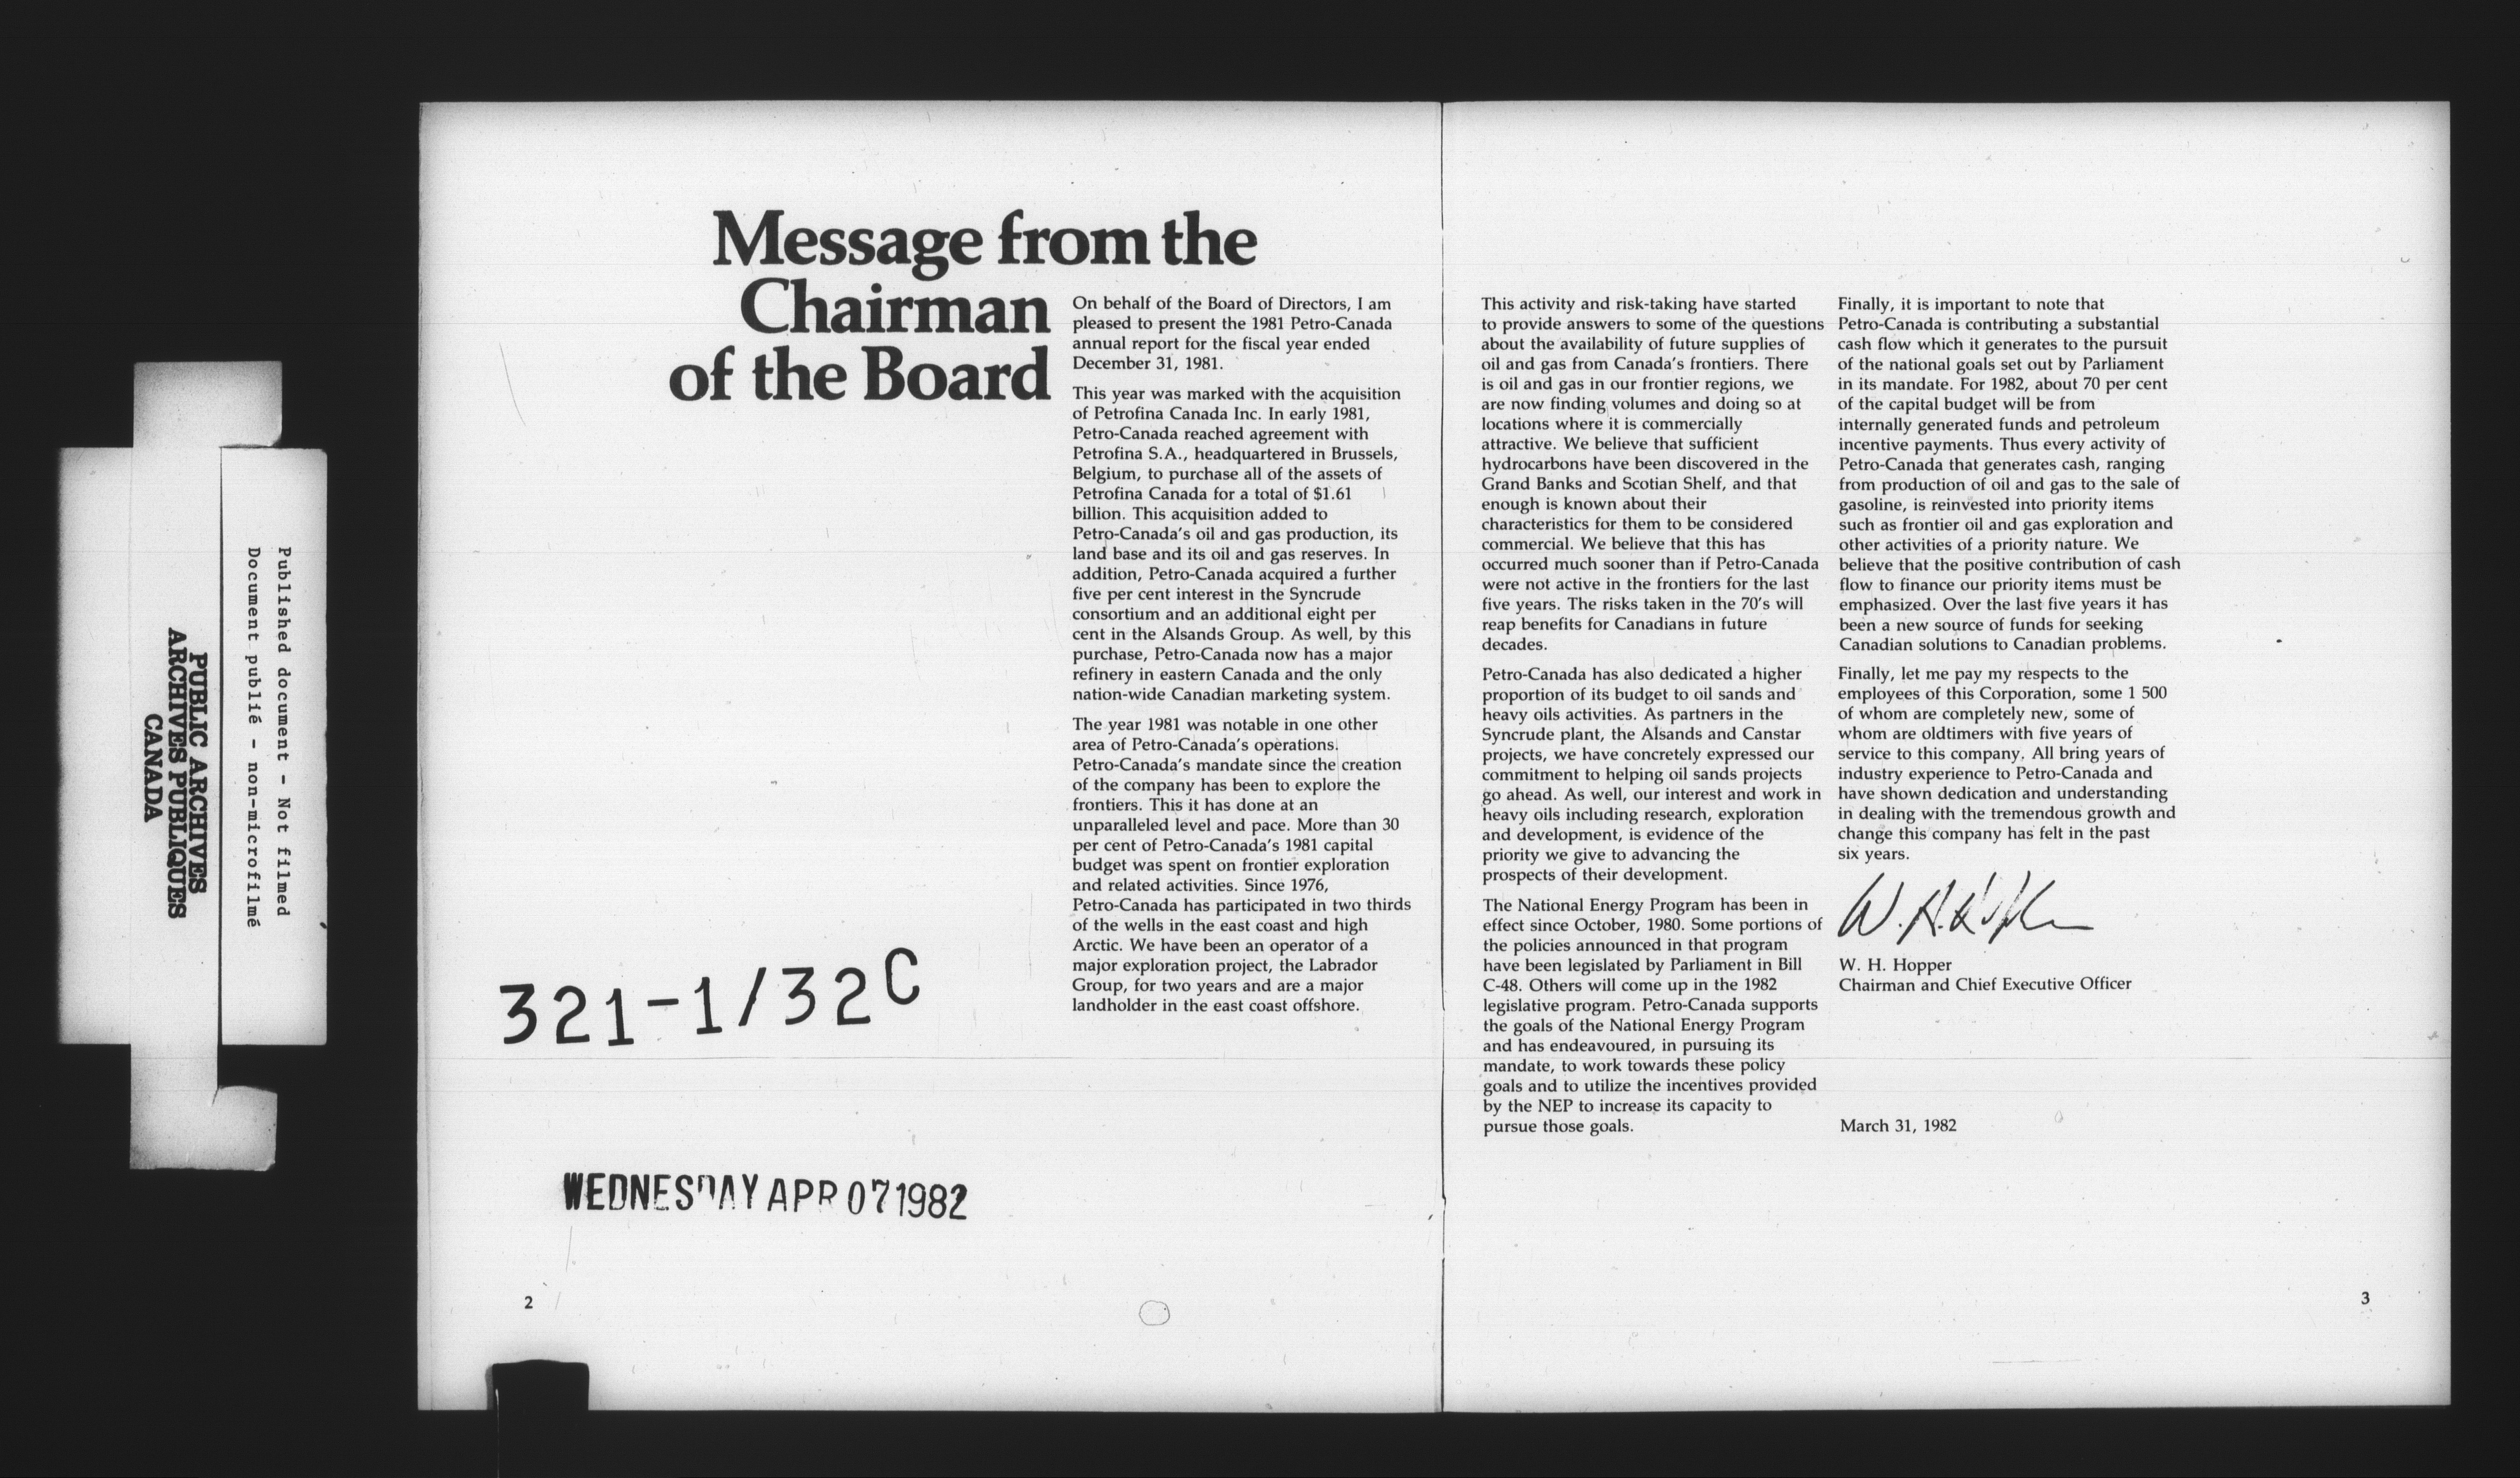 Published document - Not filmed
Document publié - non-microfilmé
PUBLIC ARCHIVES
ARCHIVES PUBLIQUES
CANADA
Message from the
Chairman
of the Board
On behalf of the Board of Directors, I am
pleased to present the 1981 Petro-Canada
annual report for the fiscal year ended
December 31, 1981.
This year was marked with the acquisition
of Petrofina Canada Inc. In early 1981,
Petro-Canada reached agreement with
Petrofina S.A., headquartered in Brussels,
Belgium, to purchase all of the assets of
Petrofina Canada for a total of $1.61
billion. This acquisition added to
Petro-Canada's oil and gas production, its
land base and its oil and gas reserves. In
addition, Petro-Canada acquired a further
five per cent interest in the Syncrude
consortium and an additional eight per
cent in the Alsands Group. As well, by this
purchase, Petro-Canada now has a major
refinery in eastern Canada and the only
nation-wide Canadian marketing system.
The year 1981 was notable in one other
area of Petro-Canada's operations.
Petro-Canada's mandate since the creation
of the company has been to explore the
frontiers. This it has done at an
unparalleled level and pace. More than 30
per cent of Petro-Canada's 1981 capital
budget was spent on frontier exploration
and related activities. Since 1976,
Petro-Canada has participated in two thirds
of the wells in the east coast and high
Arctic. We have been an operator of a
major exploration project, the Labrador
Group, for two years and are a major
landholder in the east coast offshore.
321-1/32C
WEDNESDAY APR 07 1982
2
This activity and risk-taking have started
to provide answers to some of the questions
about the availability of future supplies of
oil and gas from Canada's frontiers. There
is oil and gas in our frontier regions, we
are now finding volumes and doing so at
locations where it is commercially
attractive. We believe that sufficient
hydrocarbons have been discovered in the
Grand Banks and Scotian Shelf, and that
enough is known about their
characteristics for them to be considered
commercial. We believe that this has
occurred much sooner than if Petro-Canada
were not active in the frontiers for the last
five years. The risks taken in the 70's will
reap benefits for Canadians in future
decades.
Petro-Canada has also dedicated a higher
proportion of its budget to oil sands and
heavy oils activities. As partners in the
Syncrude plant, the Alsands and Canstar
projects, we have concretely expressed our
commitment to helping oil sands projects
go ahead. As well, our interest and work in
heavy oils including research, exploration
and development, is evidence of the
priority we give to advancing the
prospects of their development.
The National Energy Program has been in
effect since October, 1980. Some portions of
the policies announced in that program
have been legislated by Parliament in Bill
C-48. Others will come up in the 1982
legislative program. Petro-Canada supports
the goals of the National Energy Program
and has endeavoured, in pursuing its
mandate, to work towards these policy
goals and to utilize the incentives provided
by the NEP to increase its capacity to
pursue those goals.
Finally, it is important to note that
Petro-Canada is contributing a substantial
cash flow which it generates to the pursuit
of the national goals set out by Parliament
in its mandate. For 1982, about 70 per cent
of the capital budget will be from
internally generated funds and petroleum
incentive payments. Thus every activity of
Petro-Canada that generates cash, ranging
from production of oil and gas to the sale of
gasoline, is reinvested into priority items
such as frontier oil and gas exploration and
other activities of a priority nature. We
believe that the positive contribution of cash
flow to finance our priority items must be
emphasized. Over the last five years it has
been a new source of funds for seeking
Canadian solutions to Canadian problems.
Finally, let me pay my respects to the
employees of this Corporation, some 1 500
of whom are completely new, some of
whom are oldtimers with five years of
service to this company. All bring years of
industry experience to Petro-Canada and
have shown dedication and understanding
in dealing with the tremendous growth and
change this company has felt in the past
six years.
W. H. Hopper
W. H. Hopper
Chairman and Chief Executive Officer
March 31, 1982
3